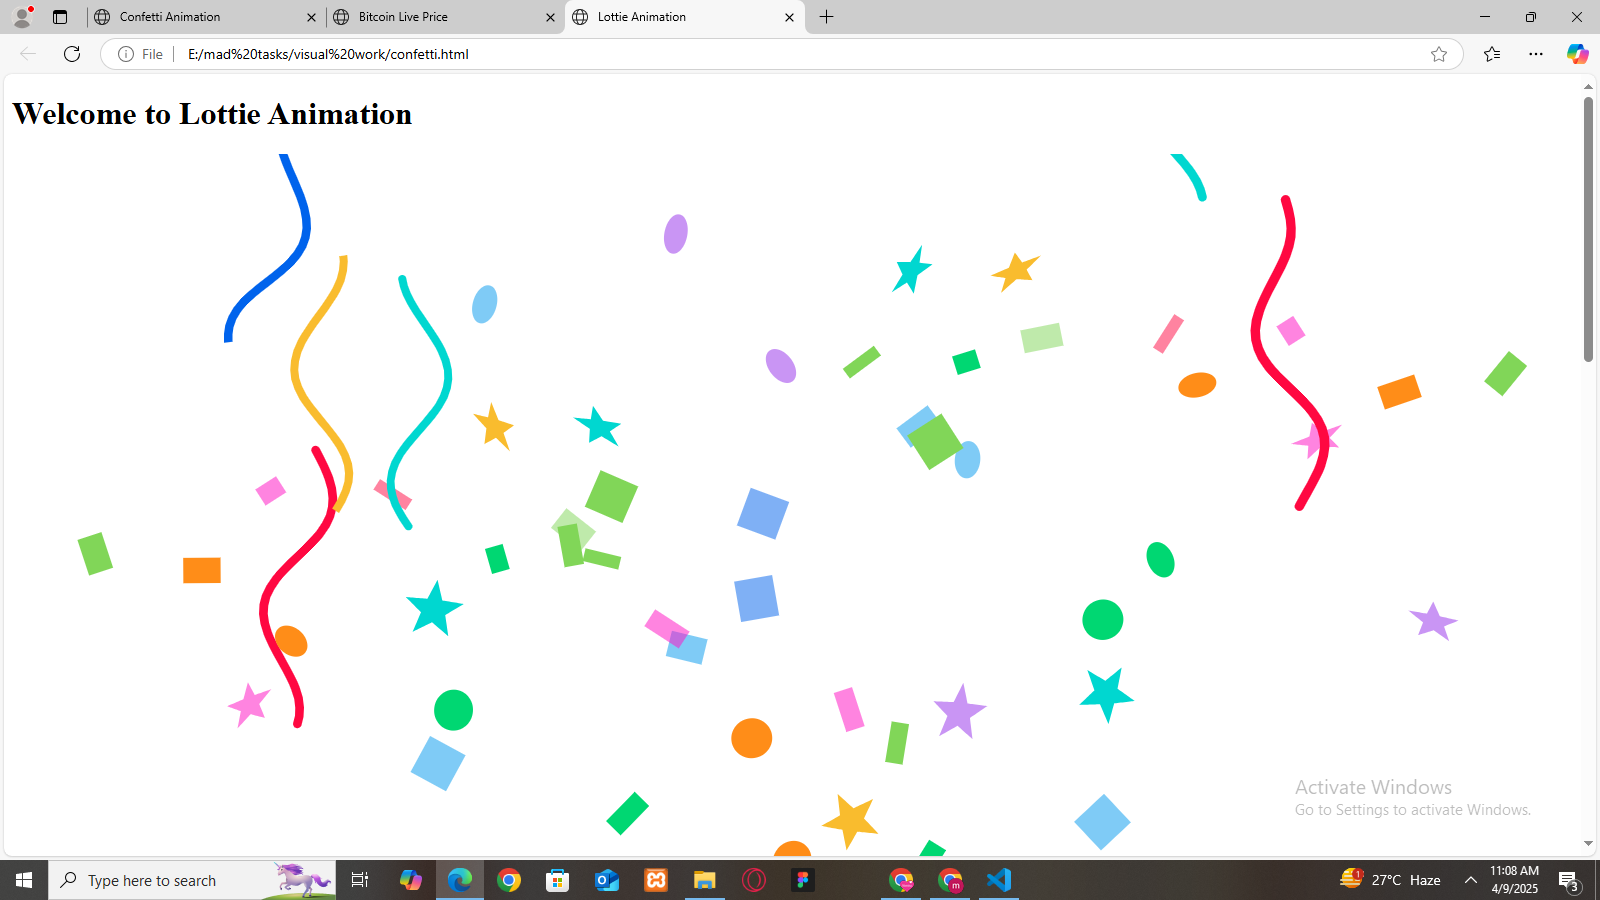 Confetti Animation
Bitcoin Live Price
Lottie Animation
File
E:/mad%20tasks/visual%20work/confetti.html
Welcome to Lottie Animation
Activate Windows
Go to Settings to activate Windows.
Type here to search
m
1
27°C Haze
11:08 AM
4/9/2025
3